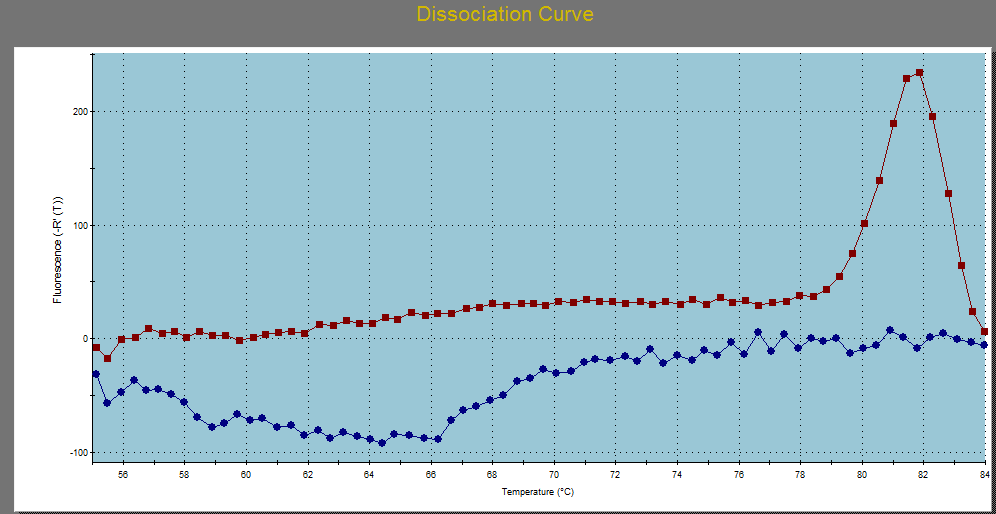 Dissociation Curve
Fluorescence (-R' (T))
200
100
0
-100
56 58 60 62 64 66 68 70 72 74 76 78 80 82 84
Temperature (°C)